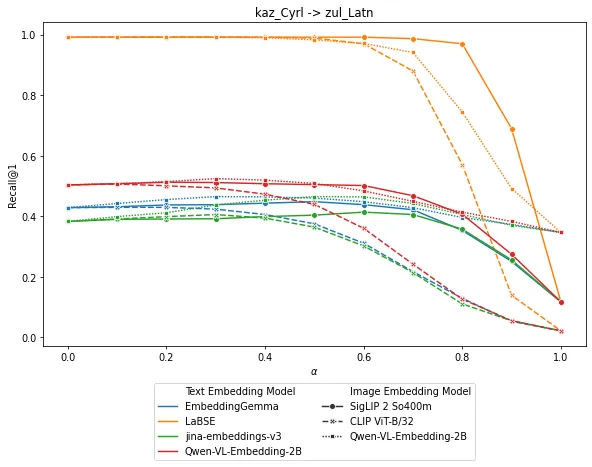 kaz_Cyrl -> zul_Latn
1.0
0.8
0.6
0.4
0.2
0.0
Recall@1
0.0 0.2 0.4 0.6 0.8 1.0
α
Text Embedding Model
EmbeddingGemma
LaBSE
jina-embeddings-v3
Qwen-VL-Embedding-2B
Image Embedding Model
SigLIP 2 So400m
CLIP ViT-B/32
Qwen-VL-Embedding-2B